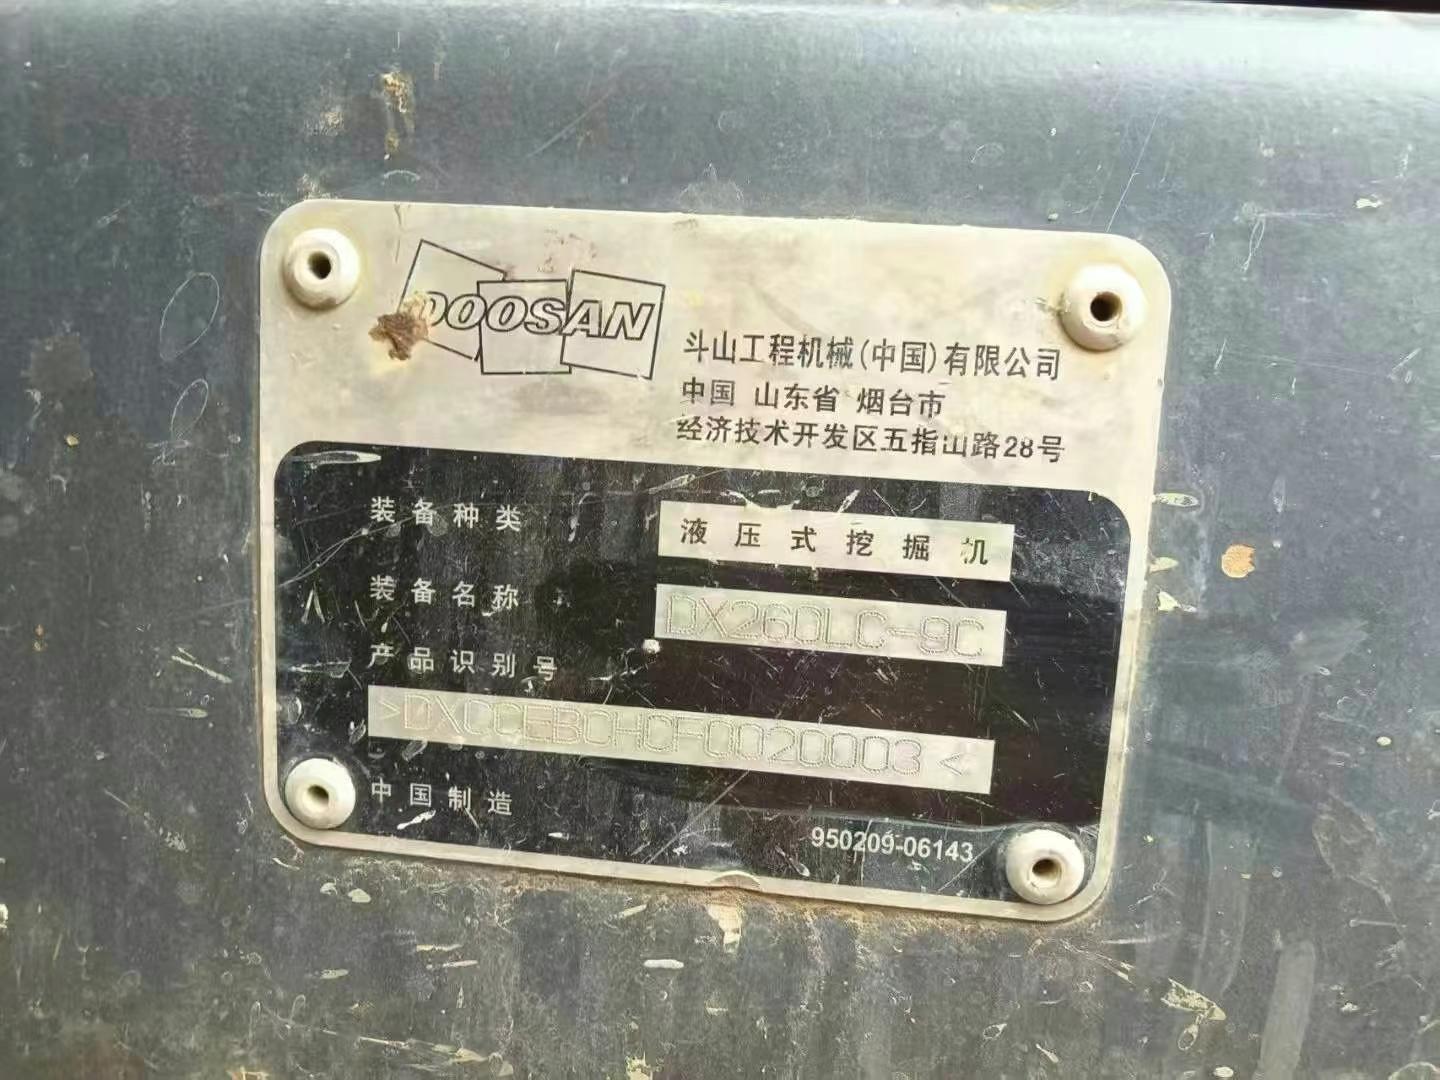 DOOSAN
斗山工程机械(中国)有限公司
中国 山东省 烟台市
经济技术开发区五指山路28号
装备种类 液压式挖掘机
装备名称 DX260LC-9C
产品识别号
>DXCCEBCHCF0020003<
中国制造
950209-06143